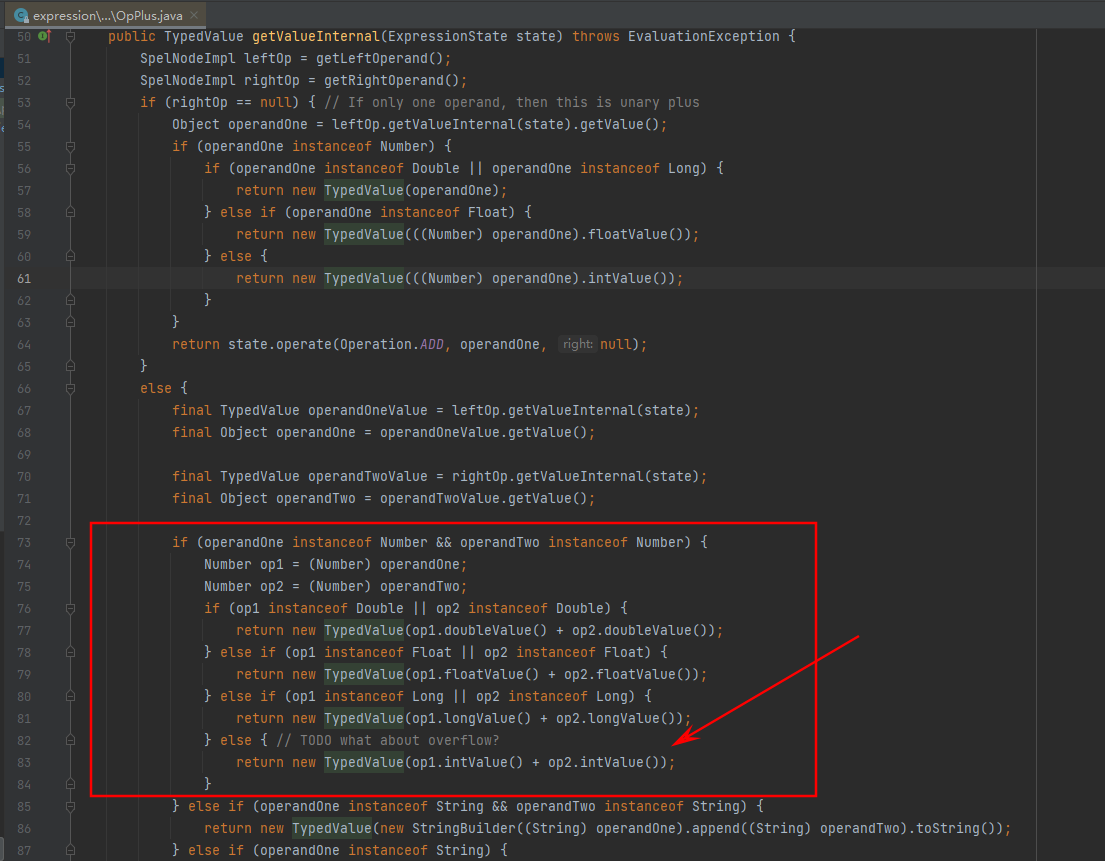 expression\...\OpPlus.java ×
50 public TypedValue getValueInternal(ExpressionState state) throws EvaluationException {
51 SpelNodeImpl leftOp = getLeftOperand();
52 SpelNodeImpl rightOp = getRightOperand();
53 if (rightOp == null) { // If only one operand, then this is unary plus
54 Object operandOne = leftOp.getValueInternal(state).getValue();
55 if (operandOne instanceof Number) {
56 if (operandOne instanceof Double || operandOne instanceof Long) {
57 return new TypedValue(operandOne);
58 } else if (operandOne instanceof Float) {
59 return new TypedValue(((Number) operandOne).floatValue());
60 } else {
61 return new TypedValue(((Number) operandOne).intValue());
62 }
63 }
64 return state.operate(Operation.ADD, operandOne, right: null);
65 }
66 else {
67 final TypedValue operandOneValue = leftOp.getValueInternal(state);
68 final Object operandOne = operandOneValue.getValue();
69
70 final TypedValue operandTwoValue = rightOp.getValueInternal(state);
71 final Object operandTwo = operandTwoValue.getValue();
72
73 if (operandOne instanceof Number && operandTwo instanceof Number) {
74 Number op1 = (Number) operandOne;
75 Number op2 = (Number) operandTwo;
76 if (op1 instanceof Double || op2 instanceof Double) {
77 return new TypedValue(op1.doubleValue() + op2.doubleValue());
78 } else if (op1 instanceof Float || op2 instanceof Float) {
79 return new TypedValue(op1.floatValue() + op2.floatValue());
80 } else if (op1 instanceof Long || op2 instanceof Long) {
81 return new TypedValue(op1.longValue() + op2.longValue());
82 } else { // TODO what about overflow?
83 return new TypedValue(op1.intValue() + op2.intValue());
84 }
85 } else if (operandOne instanceof String && operandTwo instanceof String) {
86 return new TypedValue(new StringBuilder((String) operandOne).append((String) operandTwo).toString());
87 } else if (operandOne instanceof String) {